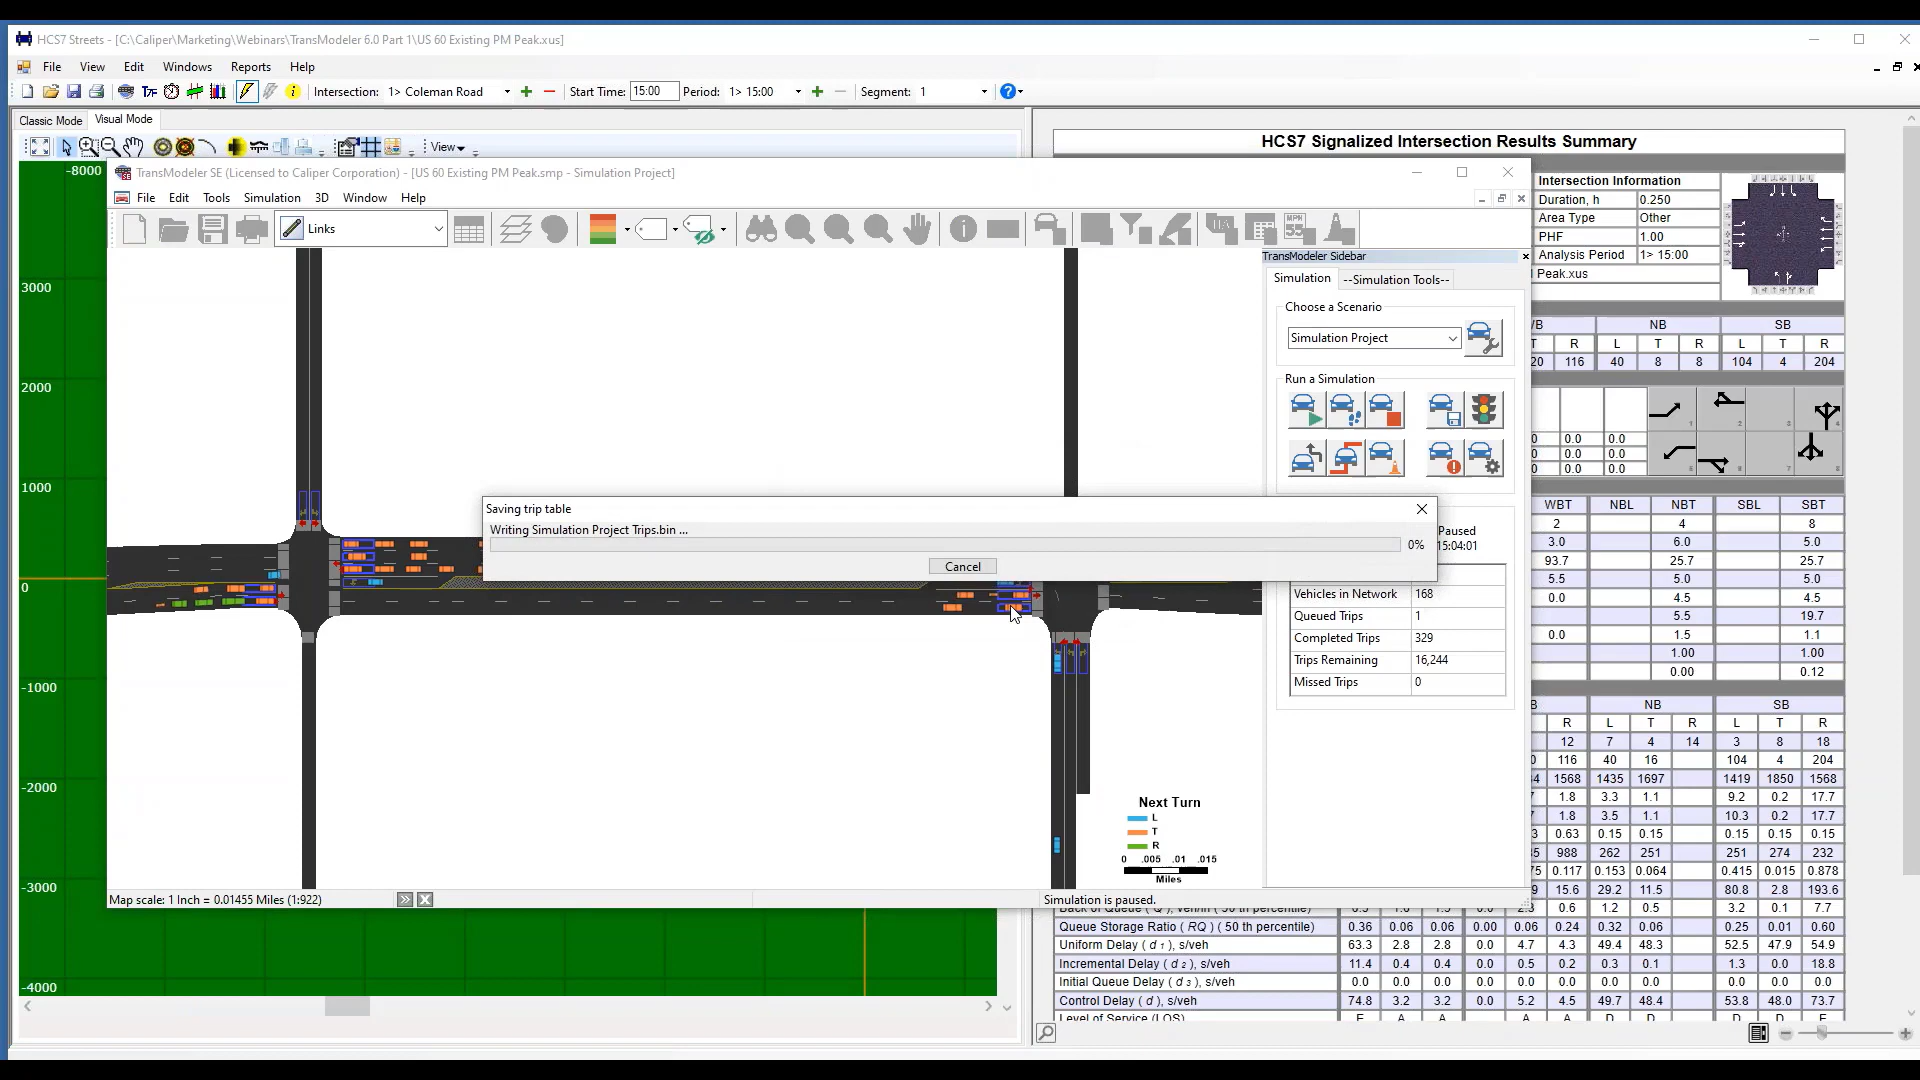 HCS7 Streets - [C:\Caliper\Marketing\Webinars\TransModeler 6.0 Part 1\US 60 Existing PM Peak.xus]
File View Edit Windows Reports Help
Intersection: 1> Coleman Road Start Time: 15:00 Period: 1> 15:00 Segment: 1
Classic Mode Visual Mode
View
-8000
3000
2000
1000
0
-1000
-2000
-3000
-4000
TransModeler SE (Licensed to Caliper Corporation) - [US 60 Existing PM Peak.smp - Simulation Project]
File Edit Tools Simulation 3D Window Help
Links
TransModeler Sidebar
Simulation --Simulation Tools--
Choose a Scenario
Simulation Project
Run a Simulation
Saving trip table
Writing Simulation Project Trips.bin ...
0%
Cancel
Paused
15:04:01
Vehicles in Network 168
Queued Trips 1
Completed Trips 329
Trips Remaining 16,244
Missed Trips 0
Next Turn
L
T
R
0 .005 .01 .015
Miles
Map scale: 1 Inch = 0.01455 Miles (1:922)
Simulation is paused.
HCS7 Signalized Intersection Results Summary
Intersection Information
Duration, h 0.250
Area Type Other
PHF 1.00
Analysis Period 1> 15:00
Peak.xus
NB SB
R L T R L T R
116 40 8 8 104 4 204
0.0 0.0
0.0 0.0
0.0 0.0
WBT NBL NBT SBL SBT
2 4 8
3.0 6.0 5.0
93.7 25.7 25.7
5.5 5.0 5.0
0.0 4.5 4.5
5.5 19.7
0.0 1.5 1.1
1.00 1.00
0.00 0.12
NB SB
R L T R L T R
12 7 4 14 3 8 18
116 40 16 104 4 204
1568 1435 1697 1419 1850 1568
1.8 3.3 1.1 9.2 0.2 17.7
1.8 3.5 1.1 10.3 0.2 17.7
0.63 0.15 0.15 0.15 0.15 0.15
988 262 251 251 274 232
0.117 0.153 0.064 0.415 0.015 0.878
15.6 29.2 11.5 80.8 2.8 193.6
0.6 1.2 0.5 3.2 0.1 7.7
Queue Storage Ratio ( RQ ) ( 50 th percentile) 0.36 0.06 0.06 0.00 0.06 0.24 0.32 0.06 0.25 0.01 0.60
Uniform Delay ( d 1 ), s/veh 63.3 2.8 2.8 0.0 4.7 4.3 49.4 48.3 52.5 47.9 54.9
Incremental Delay ( d 2 ), s/veh 11.4 0.4 0.4 0.0 0.5 0.2 0.3 0.1 1.3 0.0 18.8
Initial Queue Delay ( d 3 ), s/veh 0.0 0.0 0.0 0.0 0.0 0.0 0.0 0.0 0.0 0.0 0.0
Control Delay ( d ), s/veh 74.8 3.2 3.2 0.0 5.2 4.5 49.7 48.4 53.8 48.0 73.7
Level of Service (LOS)